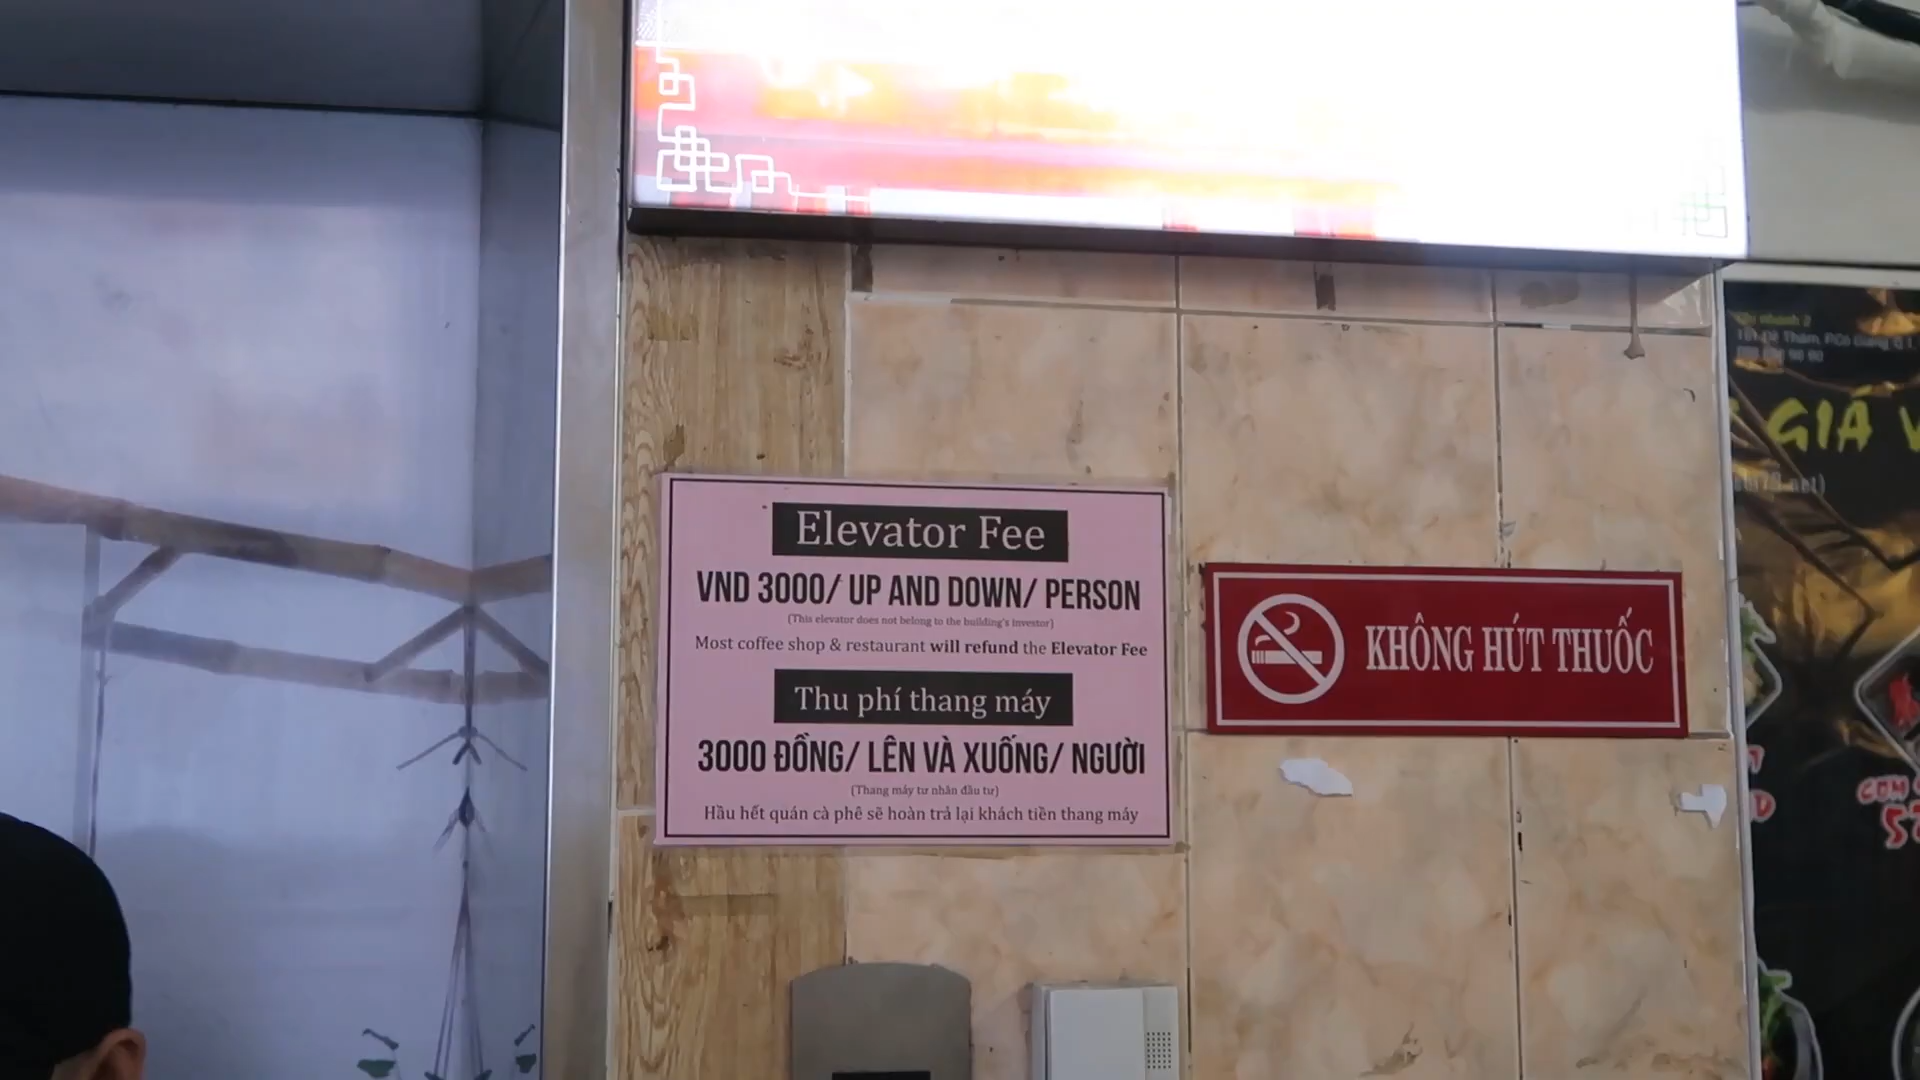 Elevator Fee
VND 3000/ UP AND DOWN/ PERSON
(This elevator does not belong to the building's investor)
Most coffee shop & restaurant will refund the Elevator Fee
Thu phí thang máy
3000 ĐỒNG/ LÊN VÀ XUỐNG/ NGƯỜI
(Thang máy tư nhân đầu tư)
Hầu hết quán cà phê sẽ hoàn trả lại khách tiền thang máy
KHÔNG HÚT THUỐC
GIÁ